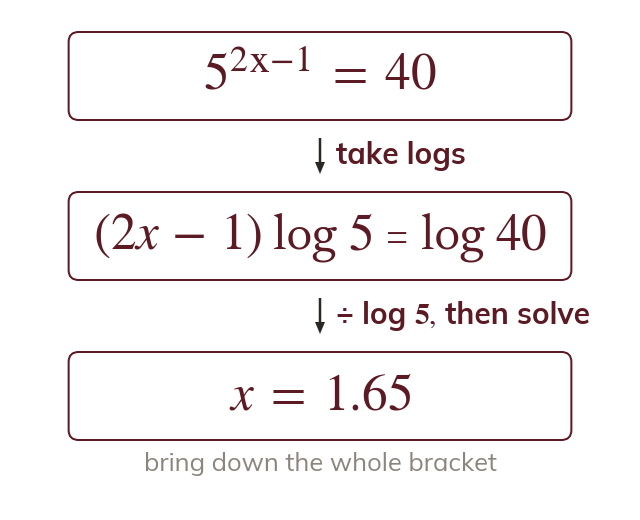 5^{2x−1} = 40
take logs
(2x − 1) log 5 = log 40
÷ log 5, then solve
x = 1.65
bring down the whole bracket